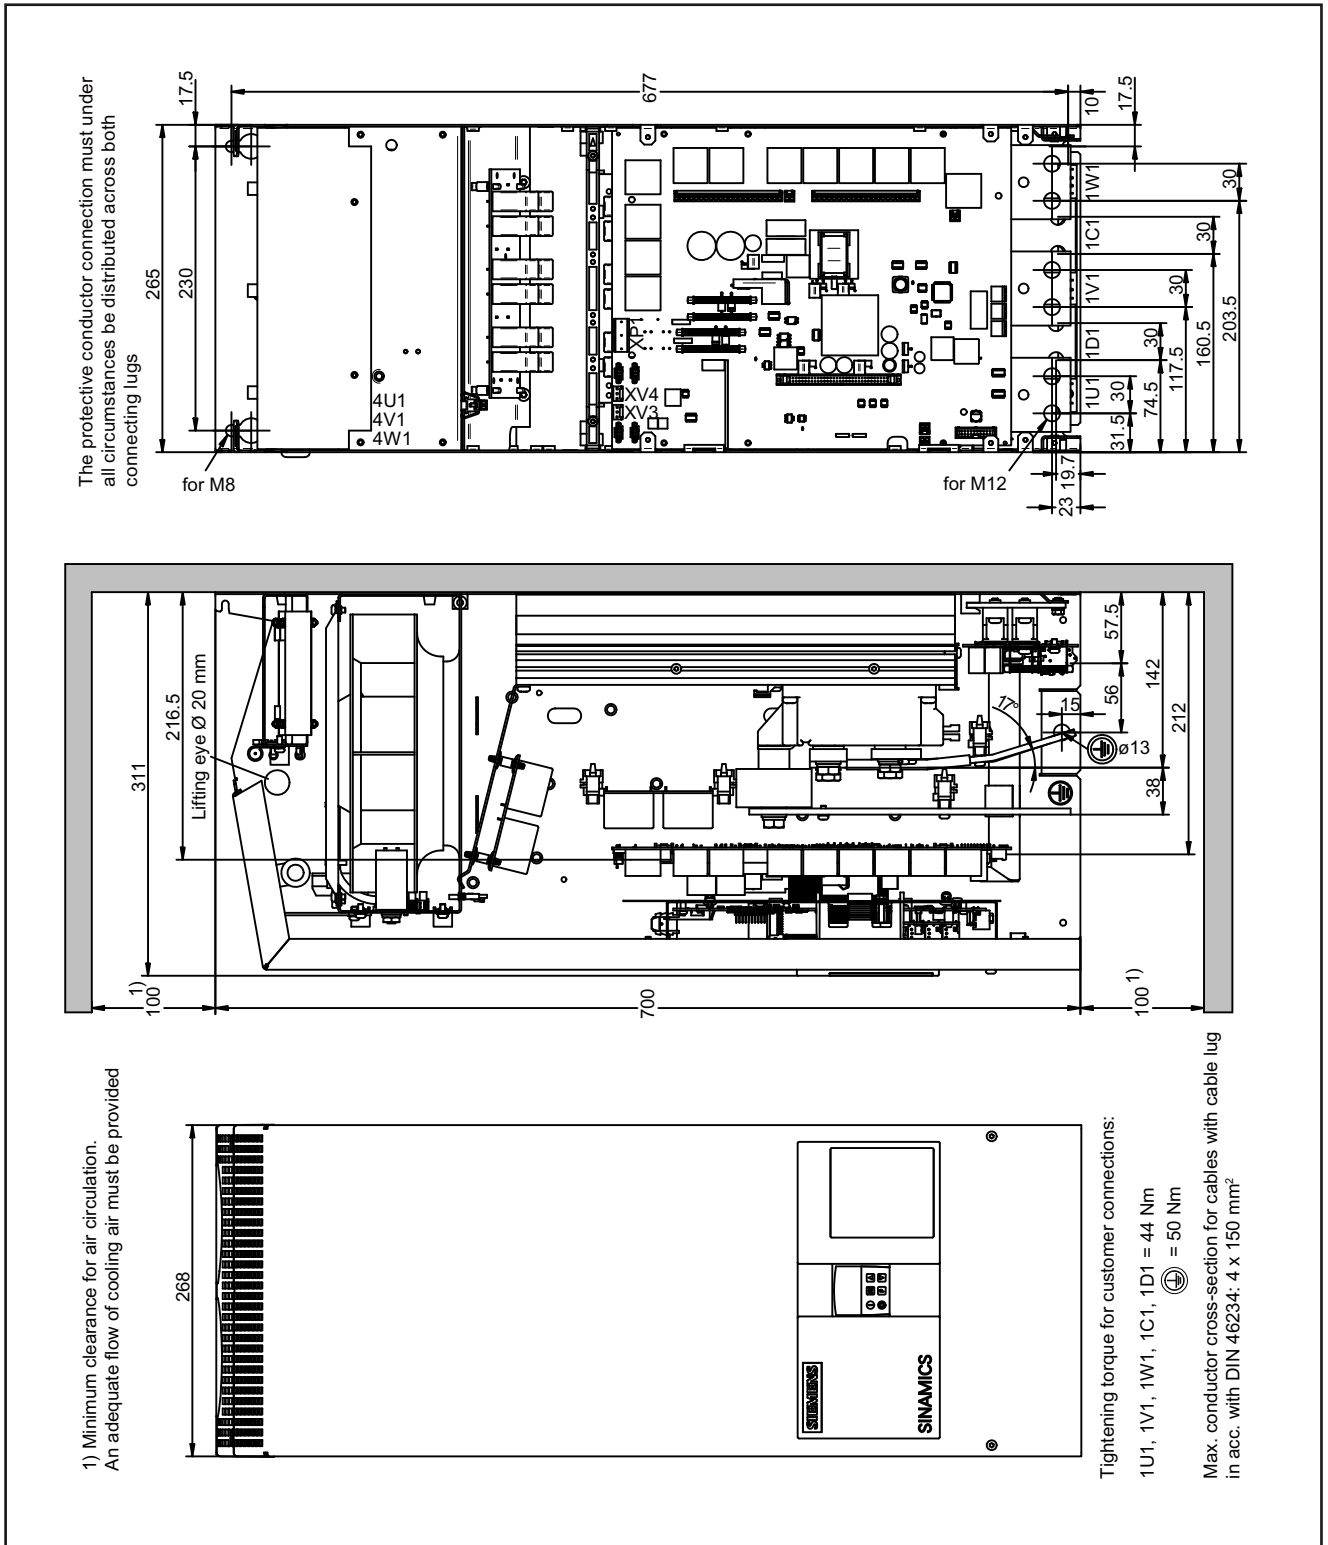 The protective conductor connection must under
all circumstances be distributed across both
connecting lugs
17.5
677
10
17.5
265
230
4U1
4V1
4W1
XP1
XV4
XV3
1W1
1C1
1V1
1D1
1U1
30
30
30
30
30
31.5
74.5
117.5
160.5
203.5
19.7
23
for M8
for M12
216.5
311
Lifting eye Ø 20 mm
57.5
56
142
212
38
15
17°
ø13
100 1)
700
100 1)
1) Minimum clearance for air circulation.
An adequate flow of cooling air must be provided
268
SIEMENS
SINAMICS
Tightening torque for customer connections:
1U1, 1V1, 1W1, 1C1, 1D1 = 44 Nm
= 50 Nm
Max. conductor cross-section for cables with cable lug
in acc. with DIN 46234: 4 x 150 mm²